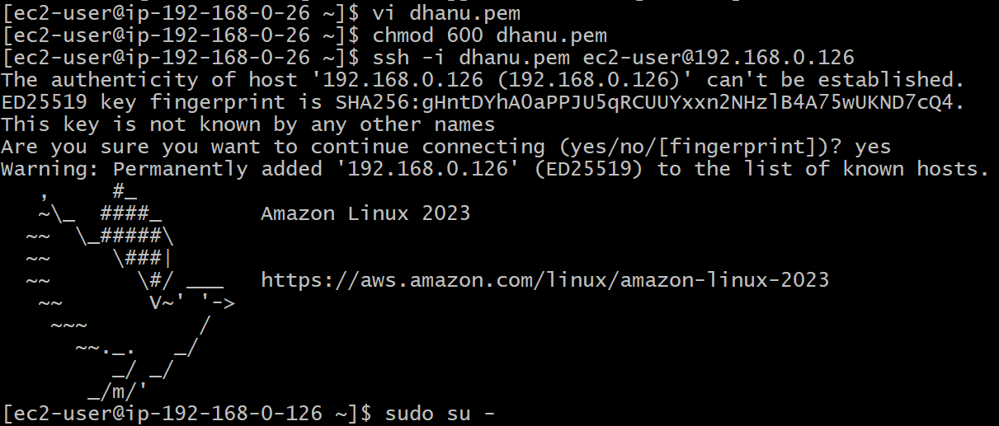 [ec2-user@ip-192-168-0-26 ~]$ vi dhanu.pem
[ec2-user@ip-192-168-0-26 ~]$ chmod 600 dhanu.pem
[ec2-user@ip-192-168-0-26 ~]$ ssh -i dhanu.pem ec2-user@192.168.0.126
The authenticity of host '192.168.0.126 (192.168.0.126)' can't be established.
ED25519 key fingerprint is SHA256:gHntDYhAOaPPJU5qRCUUYxxn2NHzlB4A75wUKND7cQ4.
This key is not known by any other names
Are you sure you want to continue connecting (yes/no/[fingerprint])? yes
Warning: Permanently added '192.168.0.126' (ED25519) to the list of known hosts.
   ,     #_
   ~\_  ####_        Amazon Linux 2023
  ~~  \_#####\
  ~~     \###|
  ~~       \#/ ___   https://aws.amazon.com/linux/amazon-linux-2023
   ~~       V~' '->
    ~~~         /
      ~~._.   _/
         _/ _/
       _/m/'
[ec2-user@ip-192-168-0-126 ~]$ sudo su -